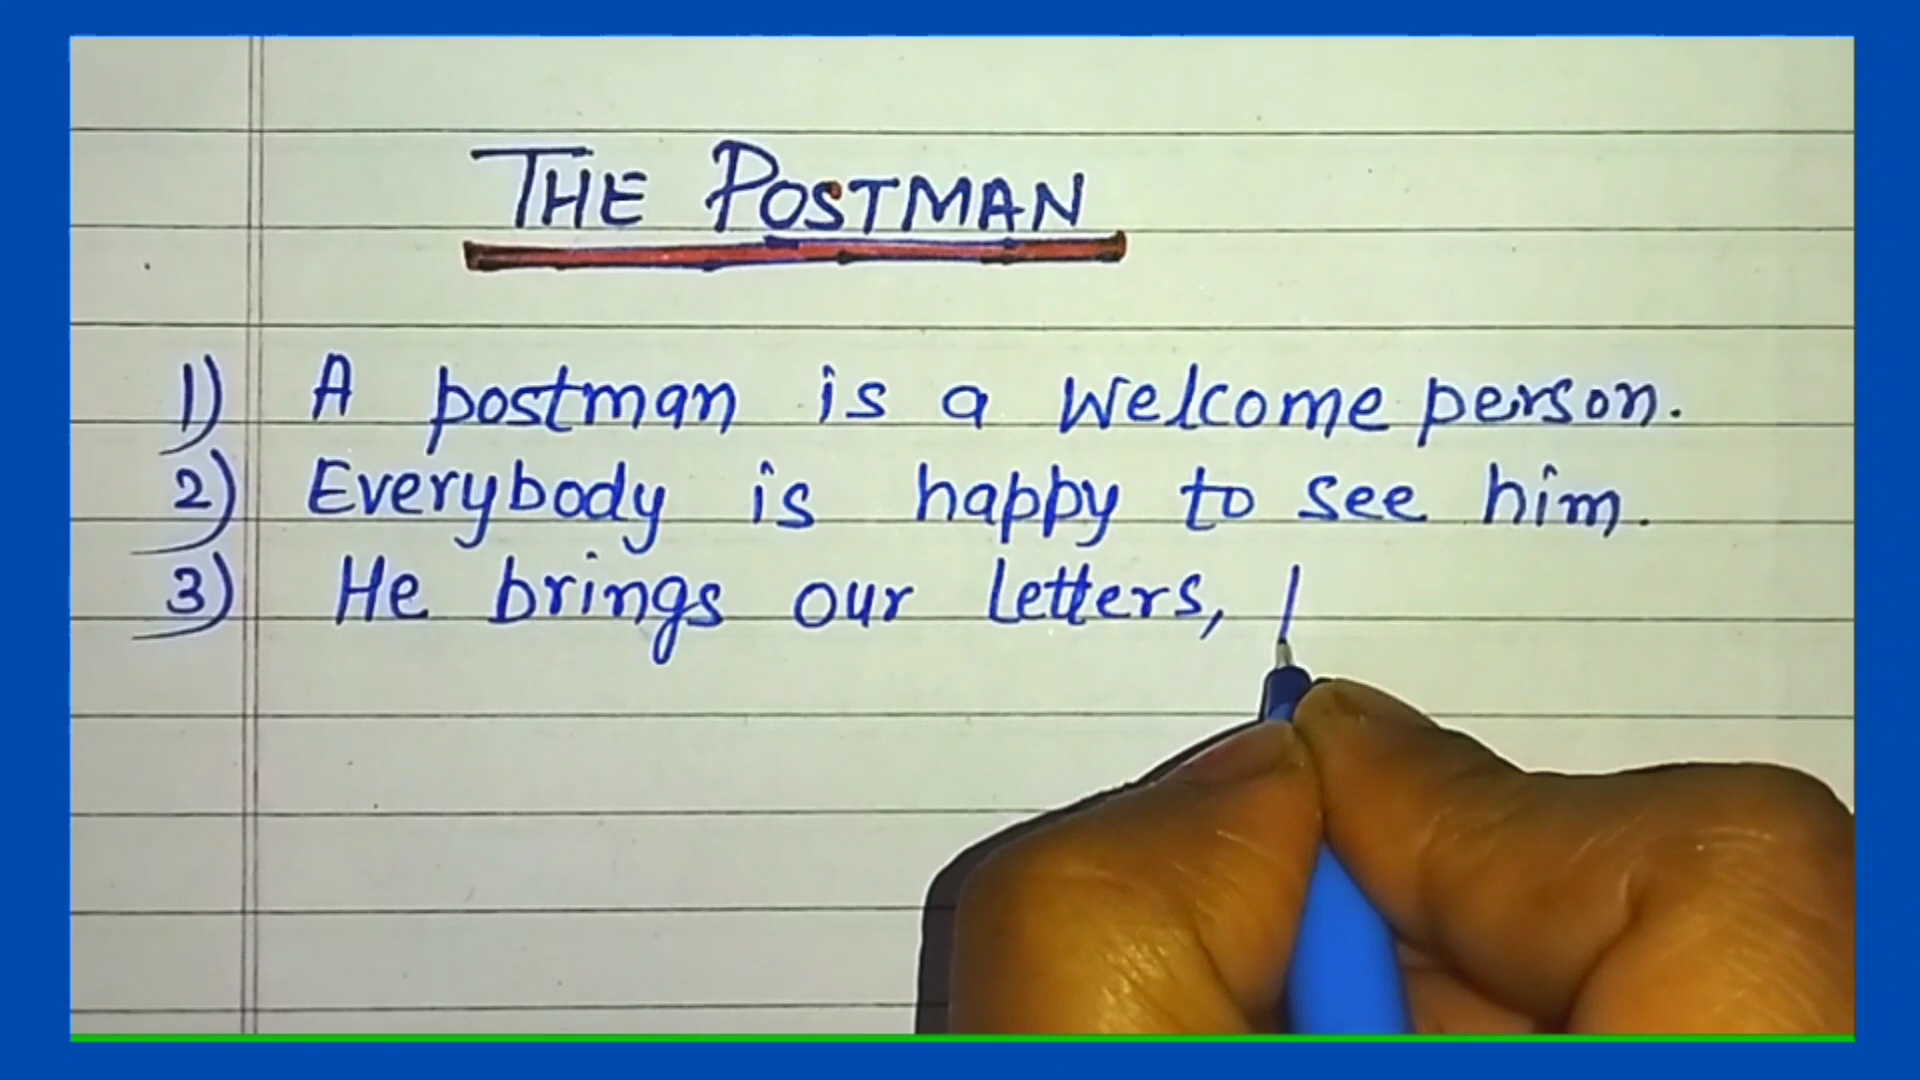 THE POSTMAN
1) A postman is a welcome person.
2) Everybody is happy to see him.
3) He brings our letters,